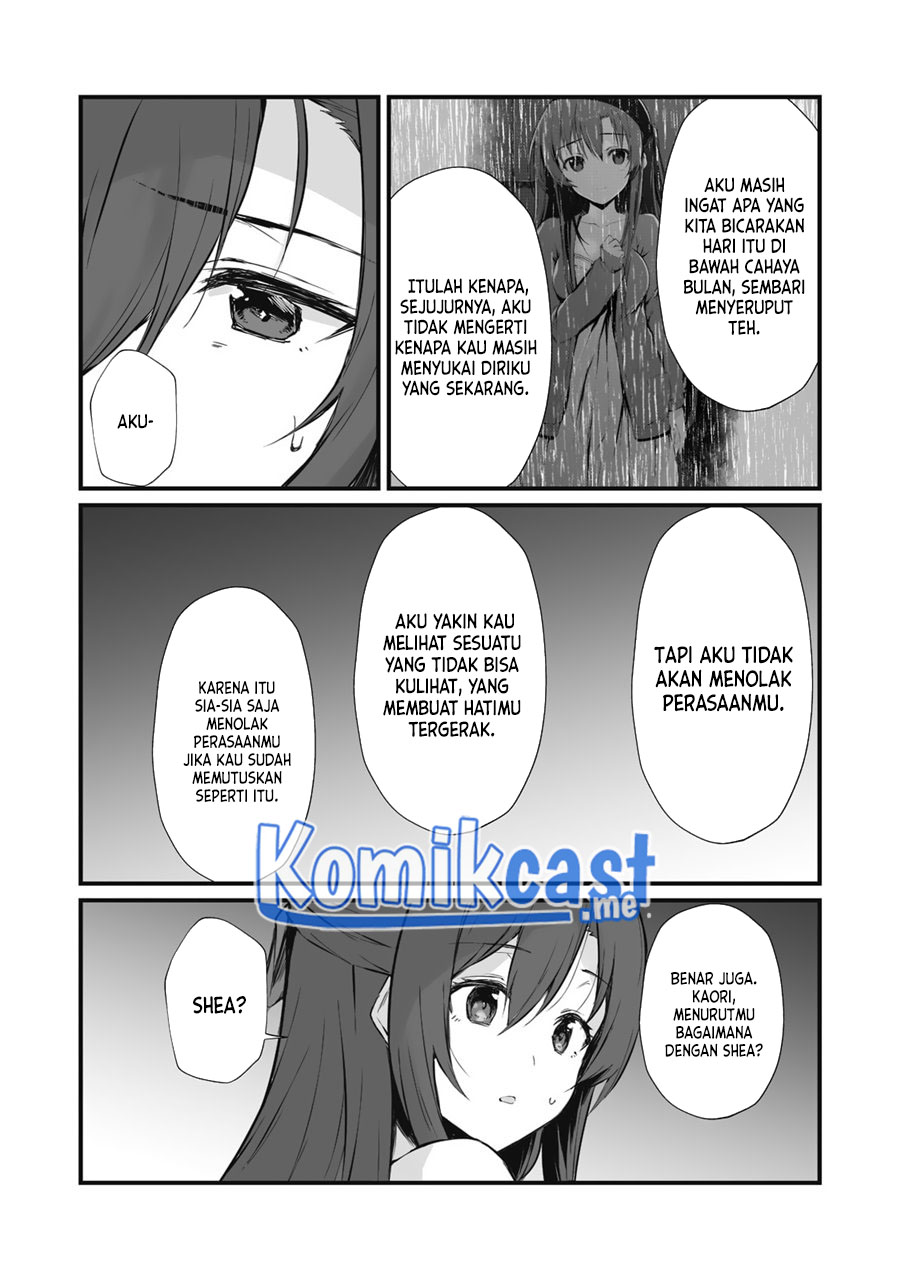 AKU MASIH
INGAT APA YANG
KITA BICARAKAN
HARI ITU DI
BAWAH CAHAYA
BULAN, SEMBARI
MENYERUPUT
TEH.
ITULAH KENAPA,
SEJUJURNYA, AKU
TIDAK MENGERTI
KENAPA KAU MASIH
MENYUKAI DIRIKU
YANG SEKARANG.
AKU-
TAPI AKU TIDAK
AKAN MENOLAK
PERASAANMU.
AKU YAKIN KAU
MELIHAT SESUATU
YANG TIDAK BISA
KULIHAT, YANG
MEMBUAT HATIMU
TERGERAK.
KARENA ITU
SIA-SIA SAJA
MENOLAK
PERASAANMU
JIKA KAU SUDAH
MEMUTUSKAN
SEPERTI ITU.
Komikcast
.me
BENAR JUGA.
KAORI,
MENURUTMU
BAGAIMANA
DENGAN SHEA?
SHEA?